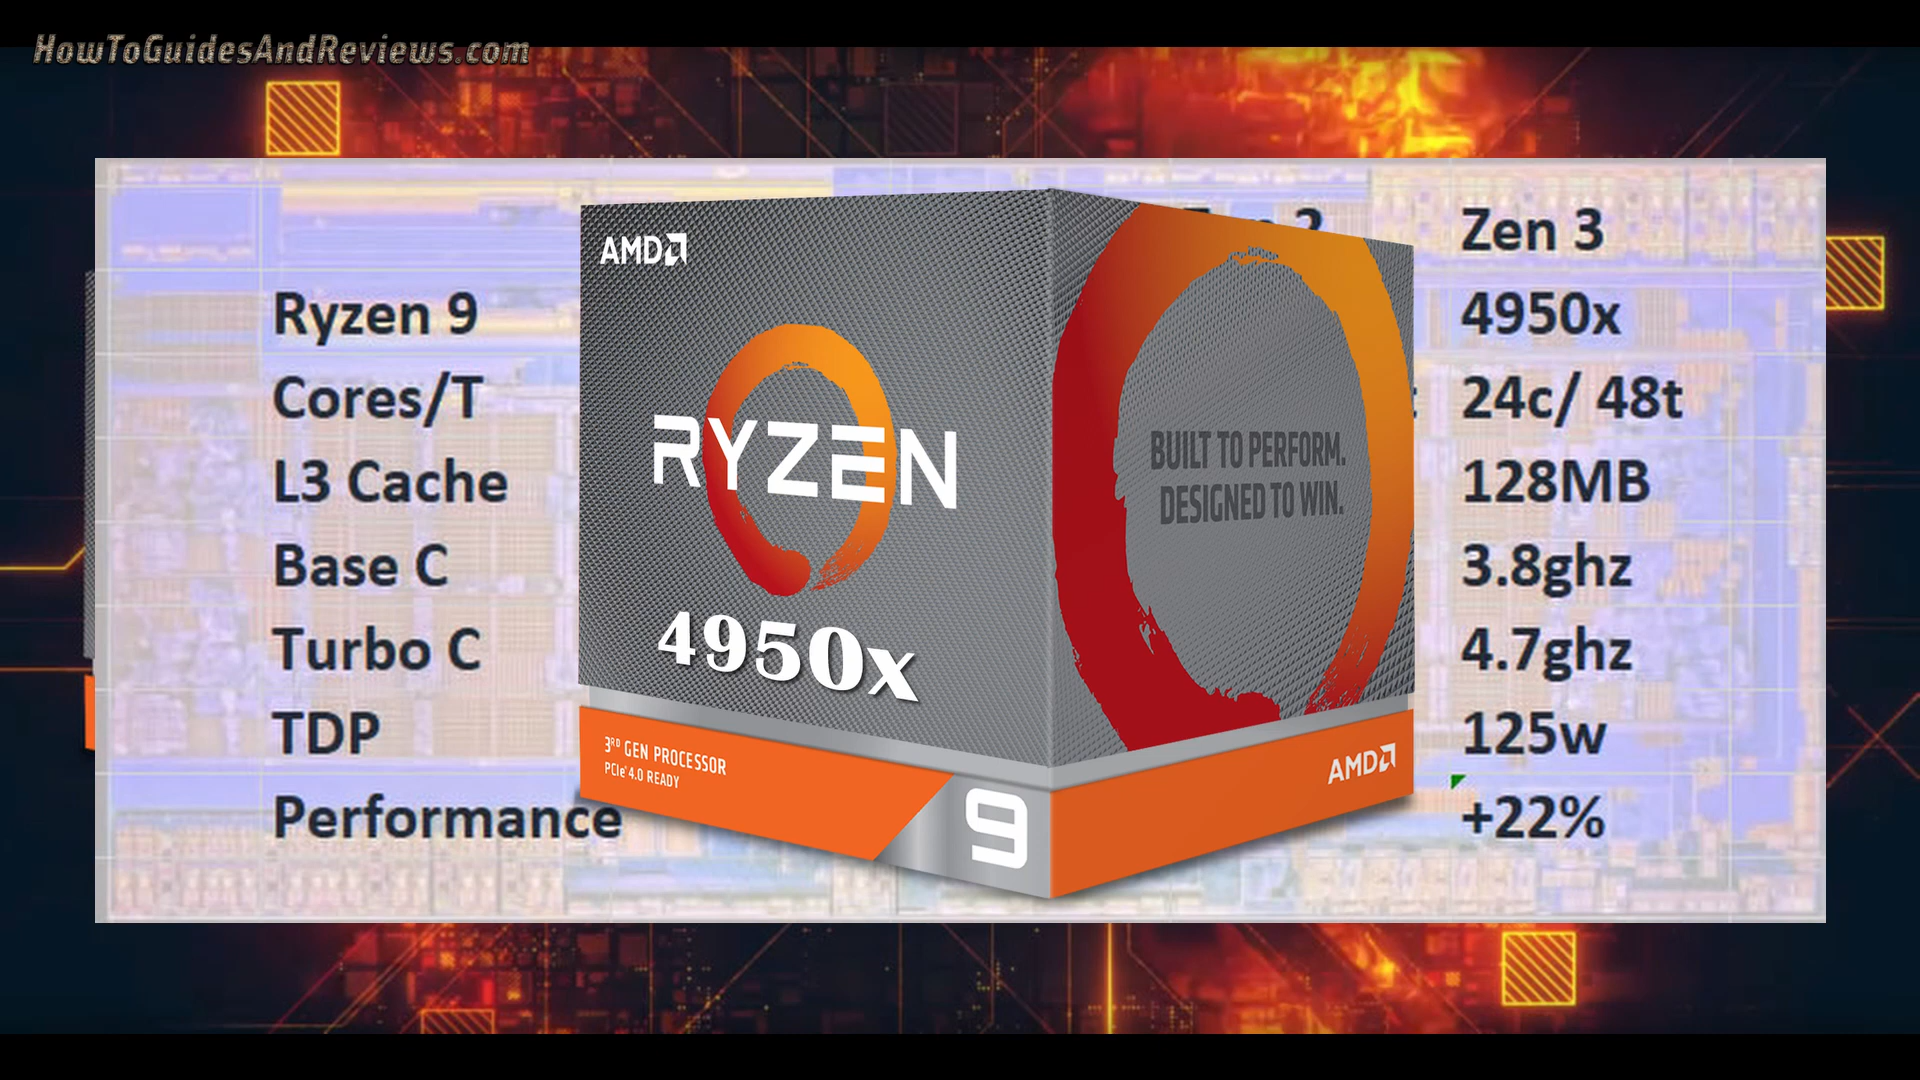 HowToGuidesAndReviews.com
Zen 3
Ryzen 9
4950x
Cores/T
24c/ 48t
L3 Cache
128MB
Base C
3.8ghz
Turbo C
4.7ghz
TDP
125w
Performance
+22%
AMD
RYZEN
4950x
3RD GEN PROCESSOR
PCIe® 4.0 READY
9
BUILT TO PERFORM.
DESIGNED TO WIN.
AMD